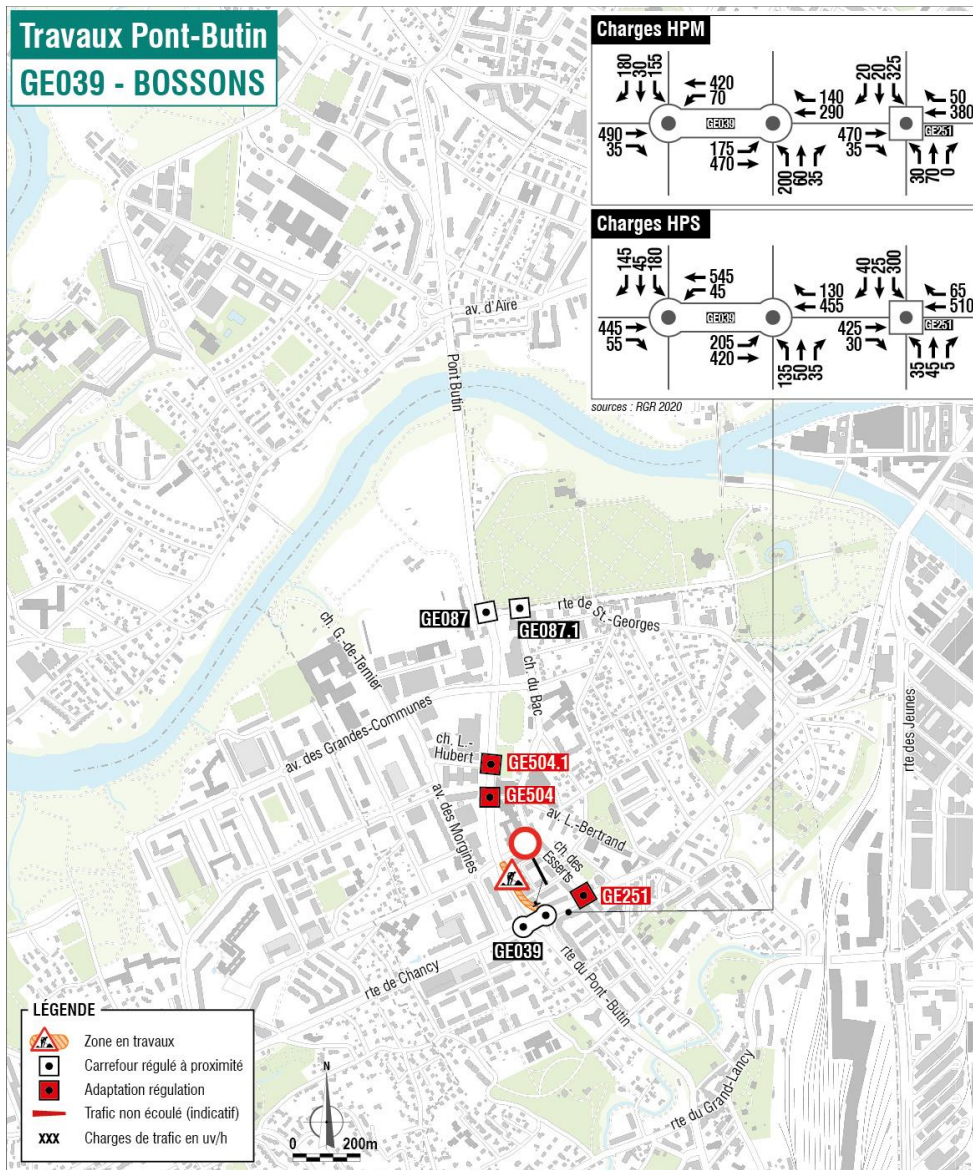 Travaux Pont-Butin
GE039 - BOSSONS
Charges HPM
180 30 155
420
70
140
290
20 20 325
50
380
490
35
GE039
175
470
200 60 35
470
35
GE251
30 70 0
Charges HPS
145 45 180
545
45
130
455
40 25 300
65
510
445
55
GE039
205
420
135 50 35
425
30
GE251
35 45 5
sources : RGR 2020
av. d'Aïre
Pont Butin
GE087
GE087.1
rte de St.-Georges
ch. G.-de-Ternier
ch. du Bac
av. des Grandes-Communes
rte des Jeunes
ch. L.-
Hubert
GE504.1
GE504
av. des Morgines
av. L.-Bertrand
ch. des
Esserts
GE251
GE039
rte de Chancy
rte du Pont -Butin
rte du Grand-Lancy
LÉGENDE
Zone en travaux
Carrefour régulé à proximité
Adaptation régulation
Trafic non écoulé (indicatif)
XXX Charges de trafic en uv/h
N
0 200m